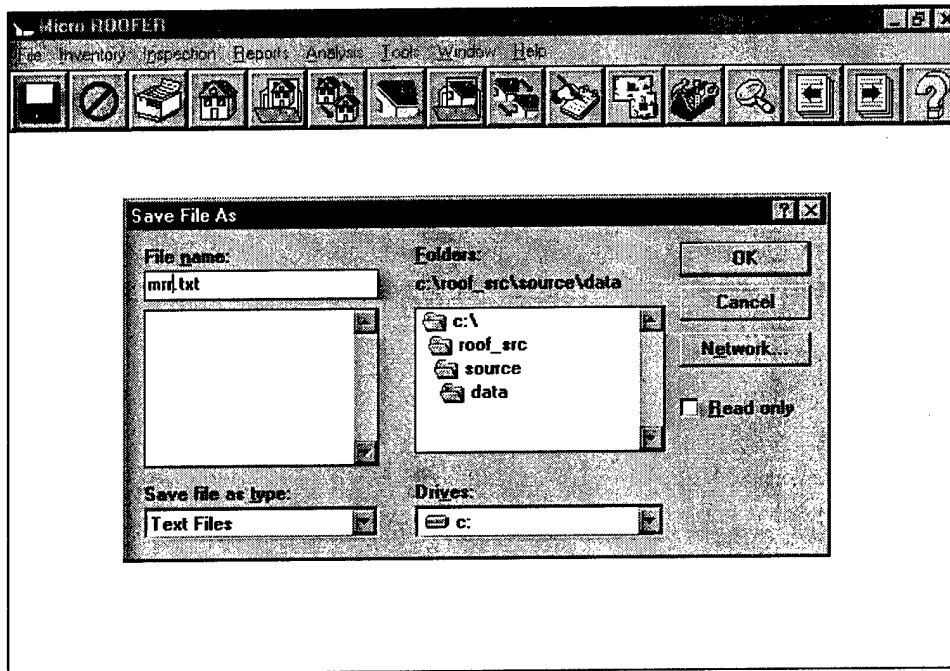 Micro ROOFER
File Inventory Inspection Reports Analysis Tools Window Help
Save File As
File name:
mrr.txt
Folders:
c:\roof_src\source\data
c:\
roof_src
source
data
OK
Cancel
Network...
Read only
Save file as type:
Text Files
Drives:
c: